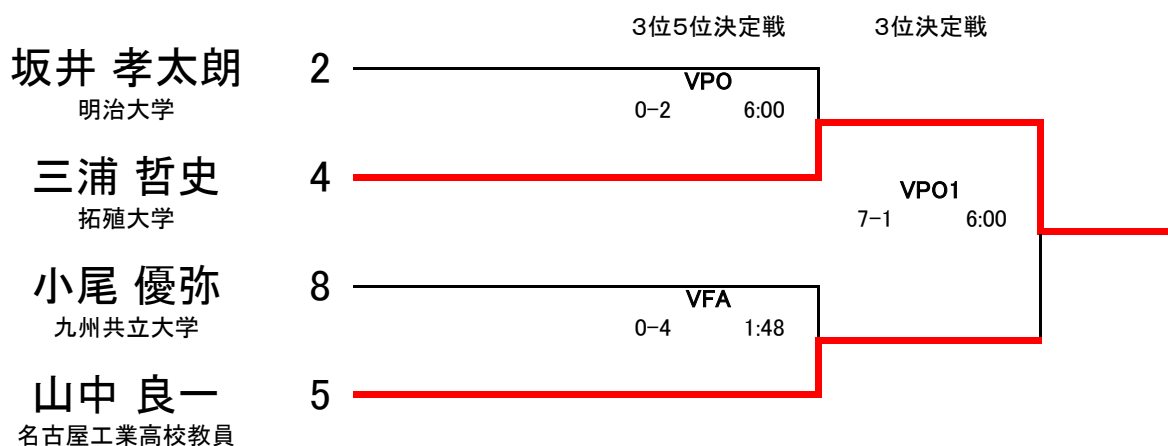 ３位５位決定戦 ３位決定戦
坂井 孝太朗 2
明治大学
VPO
0-2 6:00
三浦 哲史 4
拓殖大学
VPO1
7-1 6:00
小尾 優弥 8
九州共立大学
VFA
0-4 1:48
山中 良一 5
名古屋工業高校教員